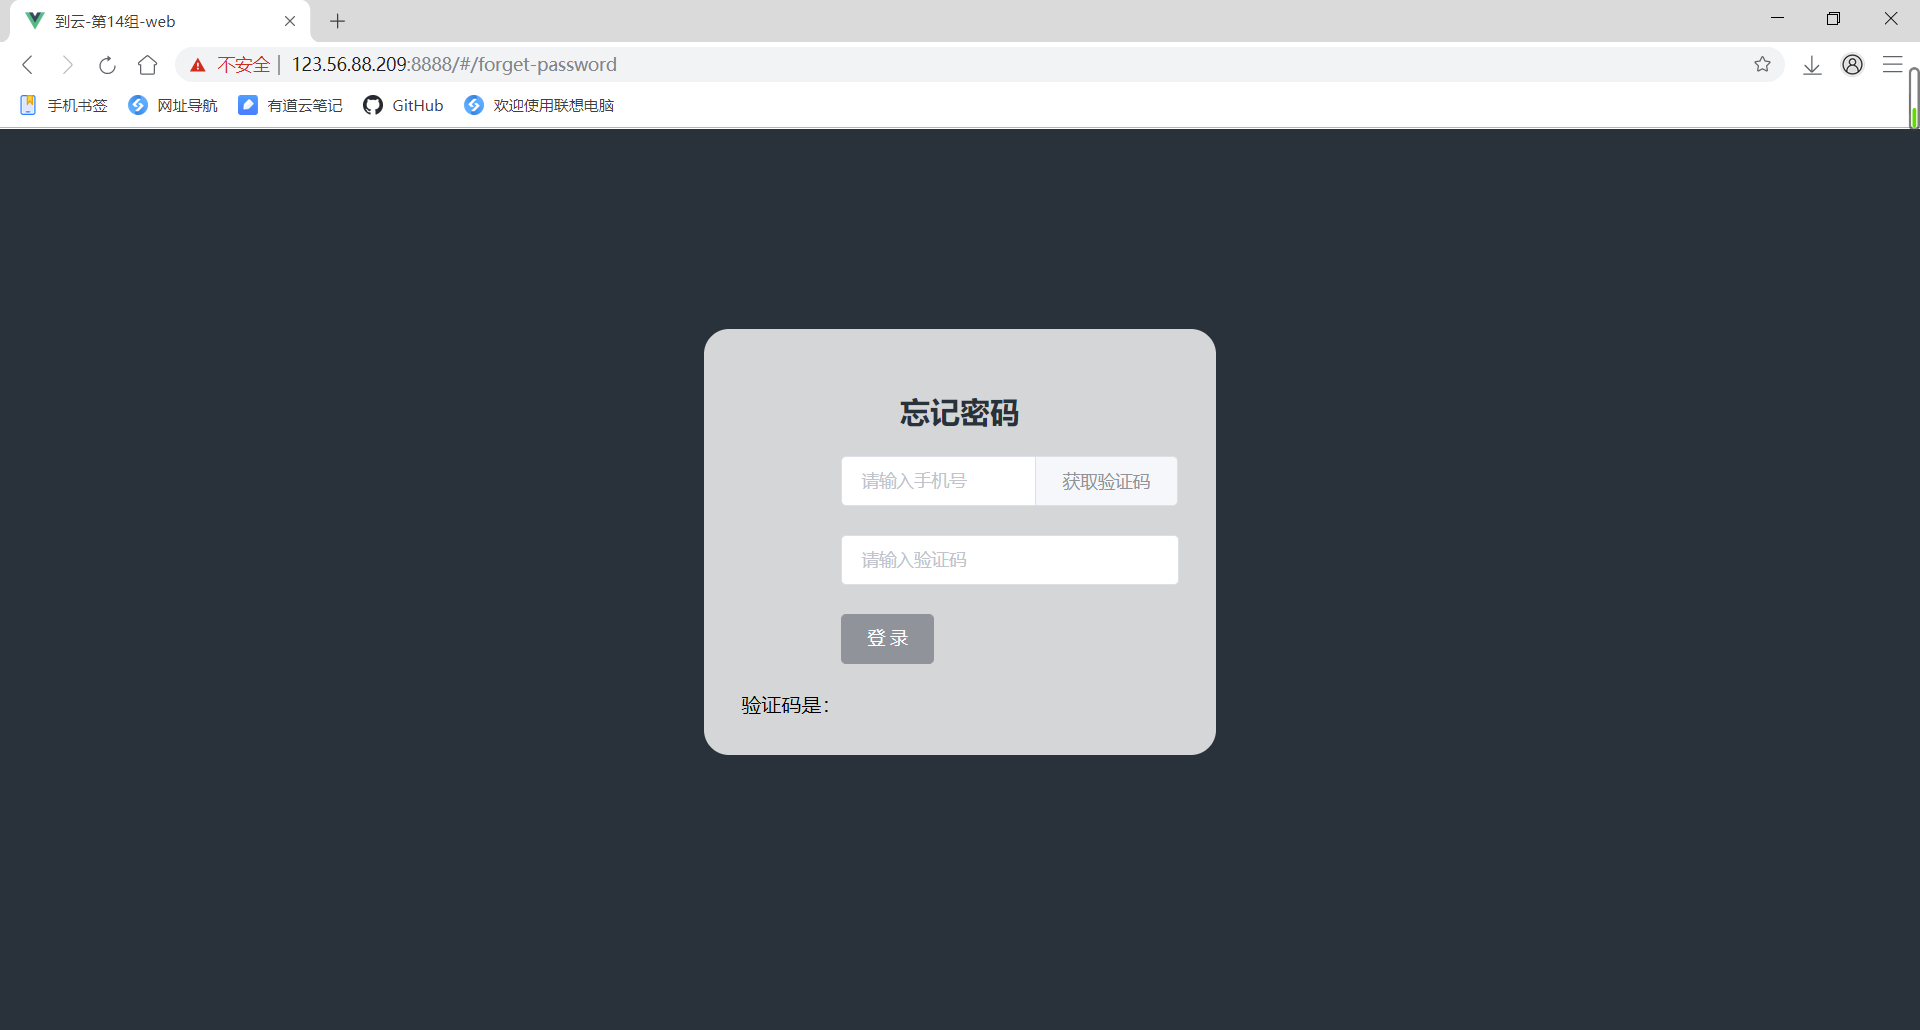 到云-第14组-web
不安全 | 123.56.88.209:8888/#/forget-password
手机书签 网址导航 有道云笔记 GitHub 欢迎使用联想电脑
忘记密码
请输入手机号 获取验证码
请输入验证码
登 录
验证码是：